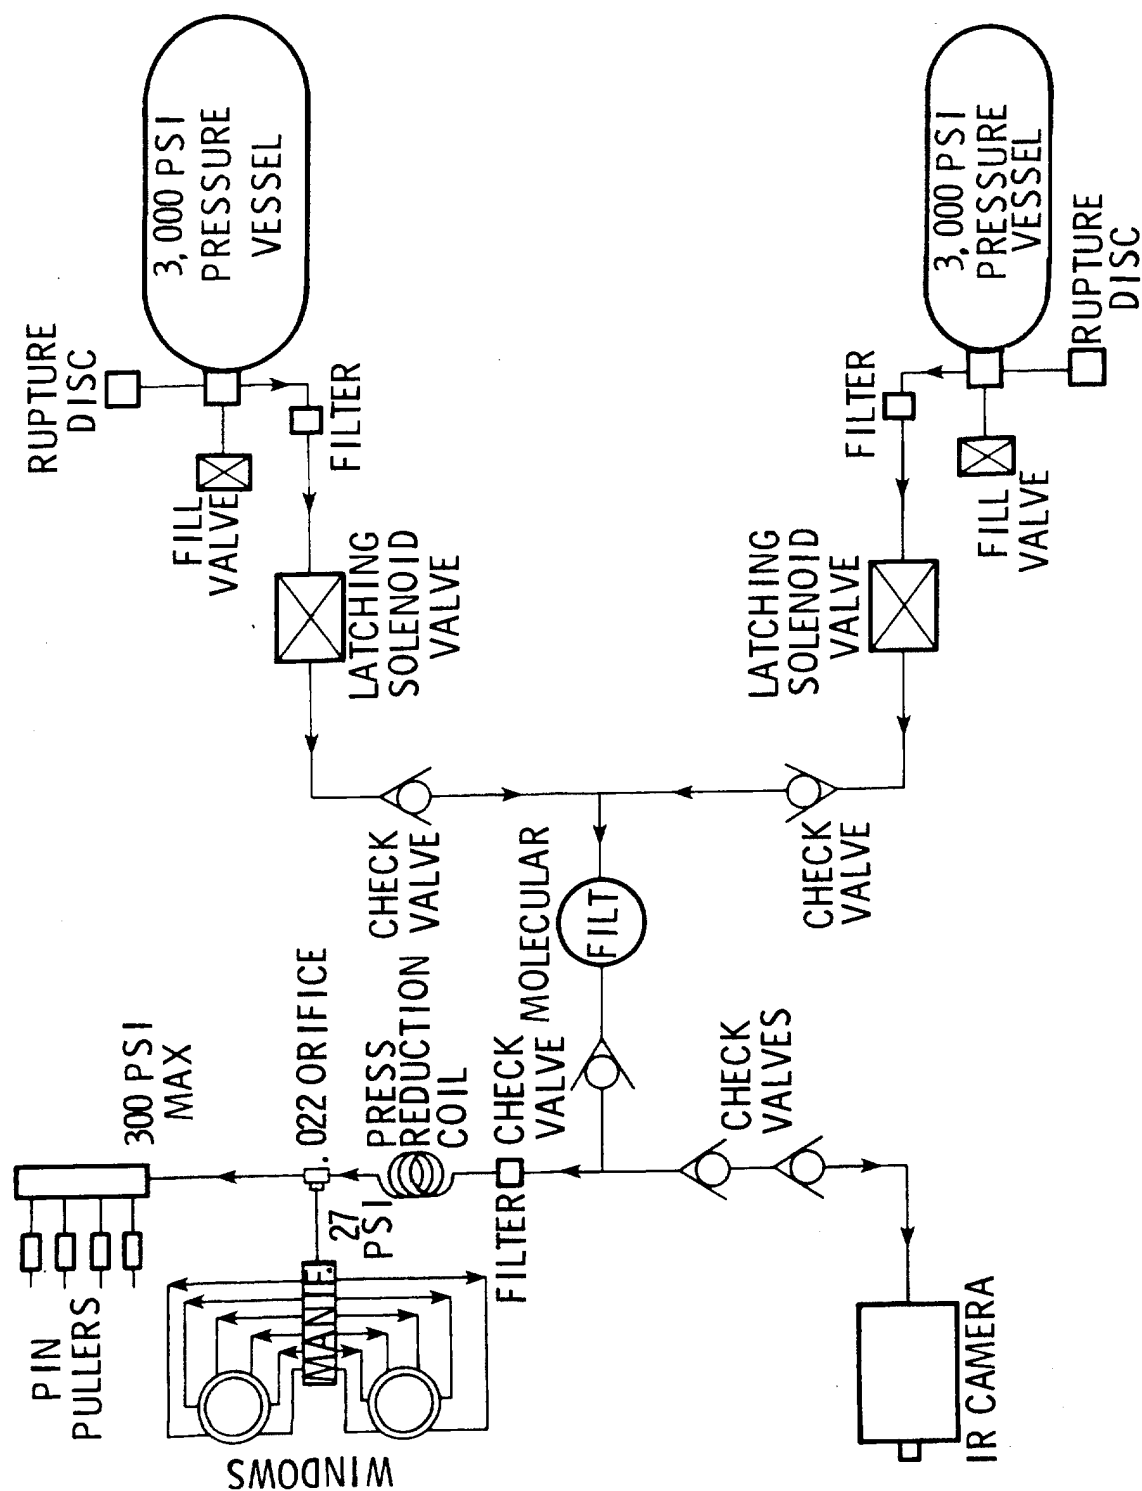 3,000 PSI
PRESSURE
VESSEL
RUPTURE
DISC
FILL
VALVE
FILTER
LATCHING
SOLENOID
VALVE
CHECK
VALVE
3,000 PSI
PRESSURE
VESSEL
RUPTURE
DISC
FILTER
FILL
VALVE
LATCHING
SOLENOID
VALVE
CHECK
VALVE
MOLECULAR
FILT
CHECK
VALVE
CHECK
VALVES
FILTER
PRESS
REDUCTION
COIL
.022 ORIFICE
27
PSI
300 PSI
MAX
PIN
PULLERS
MANIF.
WINDOWS
IR CAMERA